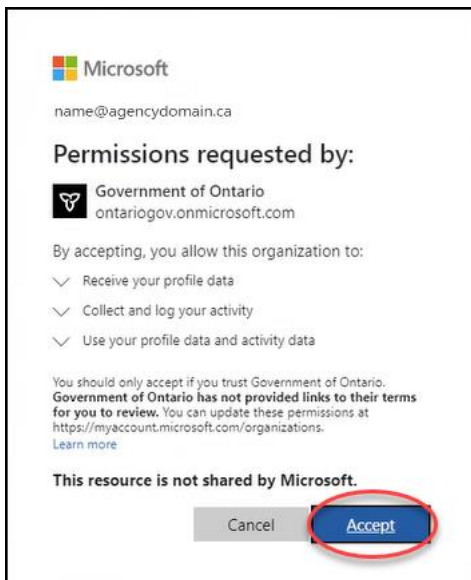 Microsoft
name@agencydomain.ca
Permissions requested by:
Government of Ontario
ontariogov.onmicrosoft.com
By accepting, you allow this organization to:
Receive your profile data
Collect and log your activity
Use your profile data and activity data
You should only accept if you trust Government of Ontario.
Government of Ontario has not provided links to their terms
for you to review. You can update these permissions at
https://myaccount.microsoft.com/organizations.
Learn more
This resource is not shared by Microsoft.
Cancel Accept